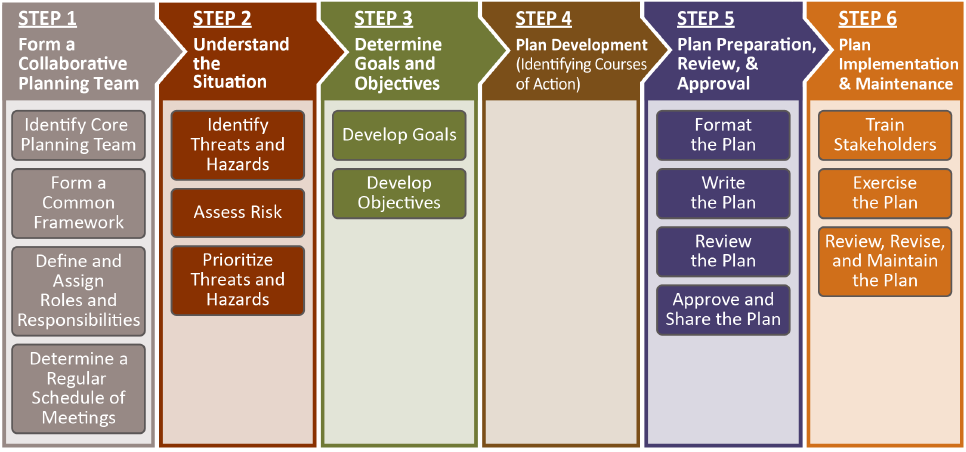 STEP 1
Form a
Collaborative
Planning Team
Identify Core
Planning Team
Form a
Common
Framework
Define and
Assign
Roles and
Responsibilities
Determine a
Regular
Schedule of
Meetings
STEP 2
Understand
the
Situation
Identify
Threats and
Hazards
Assess Risk
Prioritize
Threats and
Hazards
STEP 3
Determine
Goals and
Objectives
Develop Goals
Develop
Objectives
STEP 4
Plan Development
(Identifying Courses
of Action)
STEP 5
Plan Preparation,
Review, &
Approval
Format
the Plan
Write
the Plan
Review
the Plan
Approve and
Share the Plan
STEP 6
Plan
Implementation
& Maintenance
Train
Stakeholders
Exercise
the Plan
Review, Revise,
and Maintain
the Plan